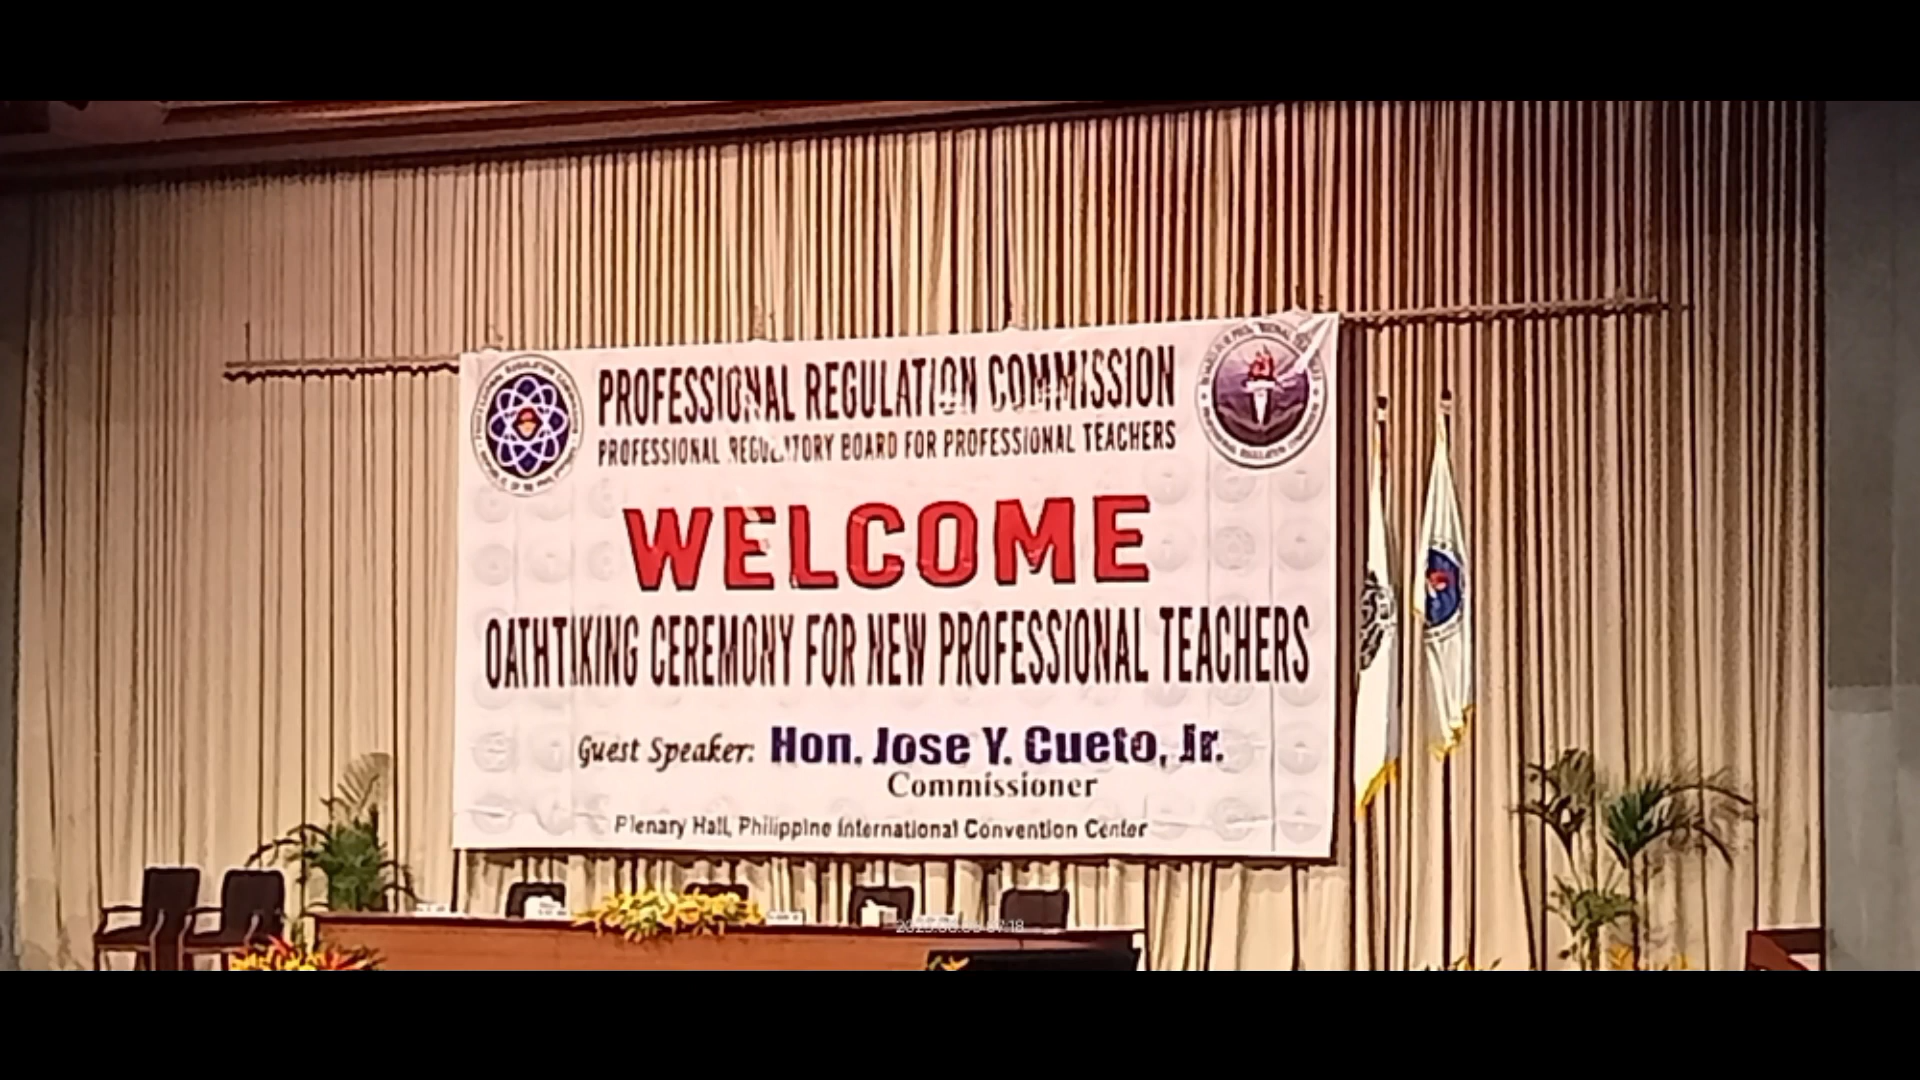 PROFESSIONAL REGULATION COMMISSION
PROFESSIONAL REGULATORY BOARD FOR PROFESSIONAL TEACHERS
WELCOME
OATHTAKING CEREMONY FOR NEW PROFESSIONAL TEACHERS
Guest Speaker: Hon. Jose Y. Cueto, Jr.
Commissioner
Plenary Hall, Philippine International Convention Center